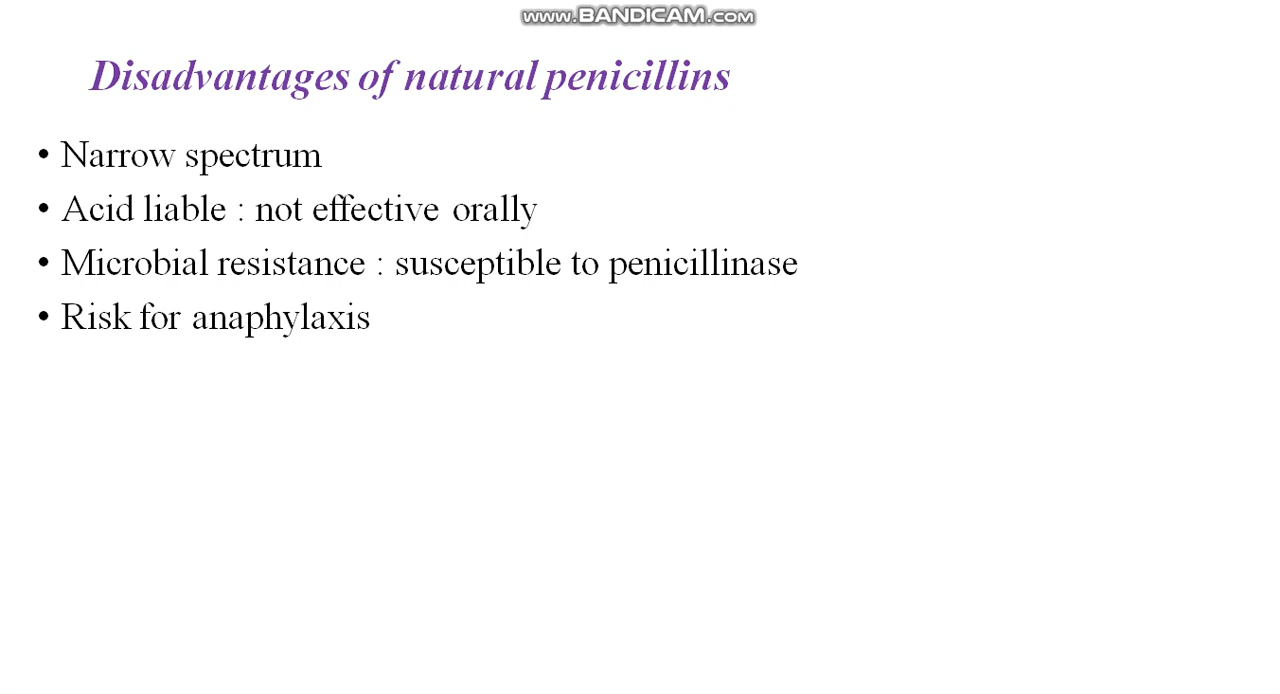 www.BANDICAM.com
Disadvantages of natural penicillins
• Narrow spectrum
• Acid liable : not effective orally
• Microbial resistance : susceptible to penicillinase
• Risk for anaphylaxis